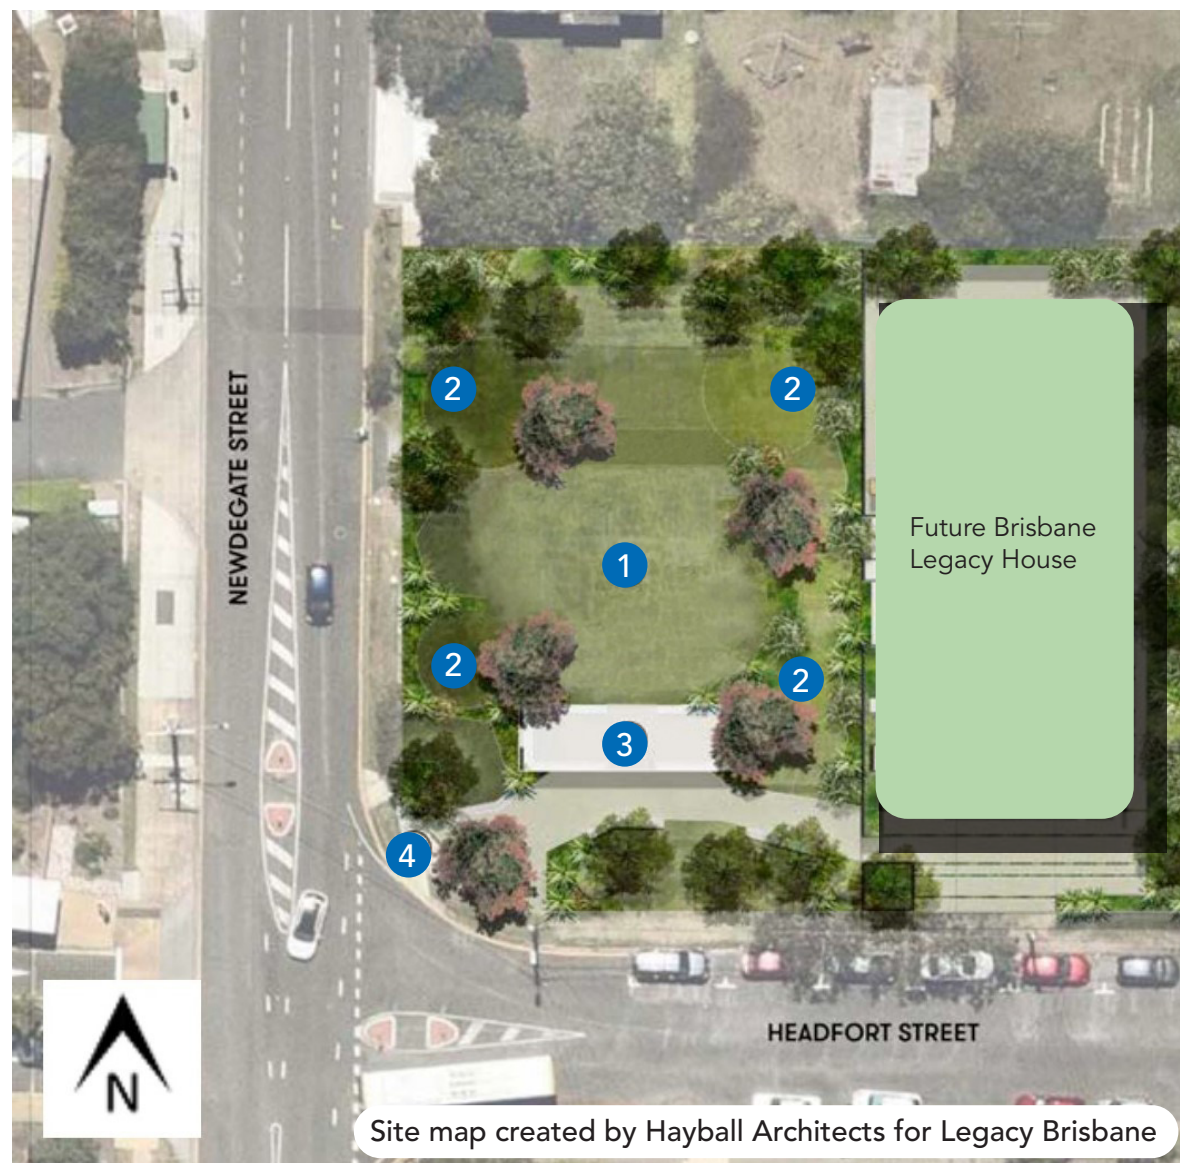 NEWDEGATE STREET
2
2
Future Brisbane
Legacy House
1
2
2
3
4
HEADFORT STREET
N
Site map created by Hayball Architects for Legacy Brisbane